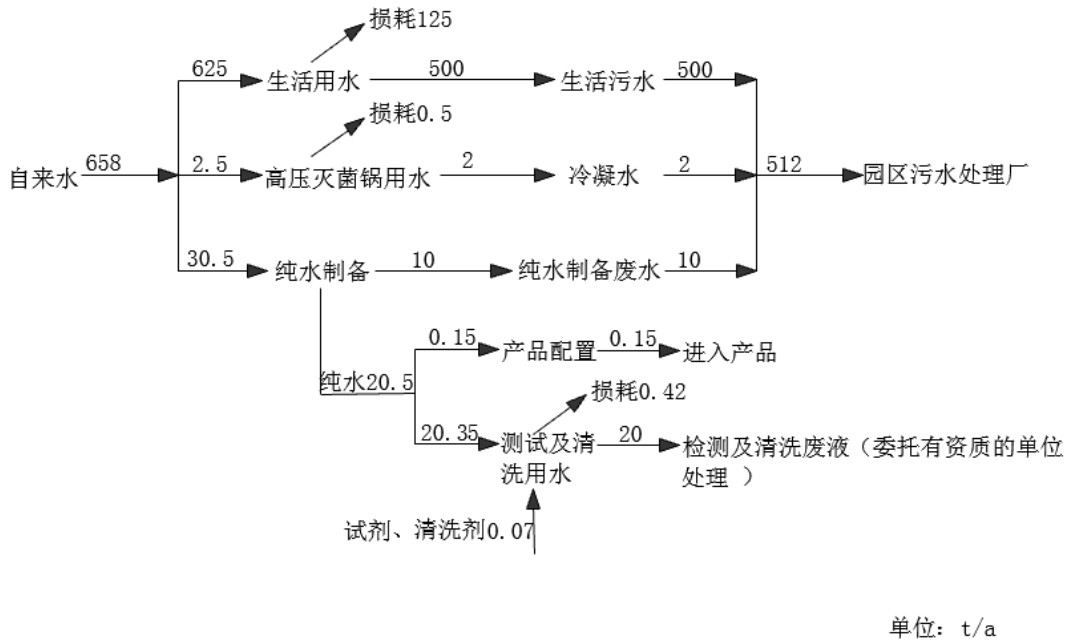 损耗125
625
生活用水
500
生活污水
500
损耗0.5
自来水
658
2.5
高压灭菌锅用水
2
冷凝水
2
512
园区污水处理厂
30.5
纯水制备
10
纯水制备废水
10
纯水20.5
0.15
产品配置
0.15
进入产品
损耗0.42
20.35
测试及清
洗用水
20
检测及清洗废液（委托有资质的单位
处理 ）
试剂、清洗剂0.07
单位：t/a